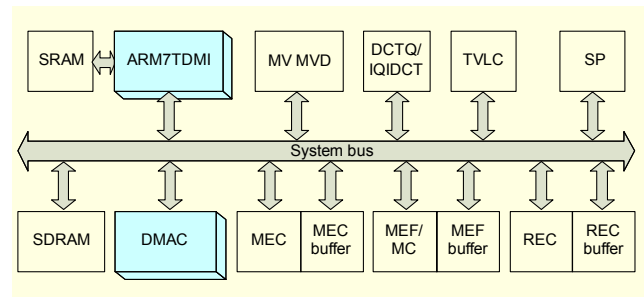 SRAM
ARM7TDMI
MV MVD
DCTQ/
IQIDCT
TVLC
SP
System bus
SDRAM
DMAC
MEC
MEC
buffer
MEF/
MC
MEF
buffer
REC
REC
buffer